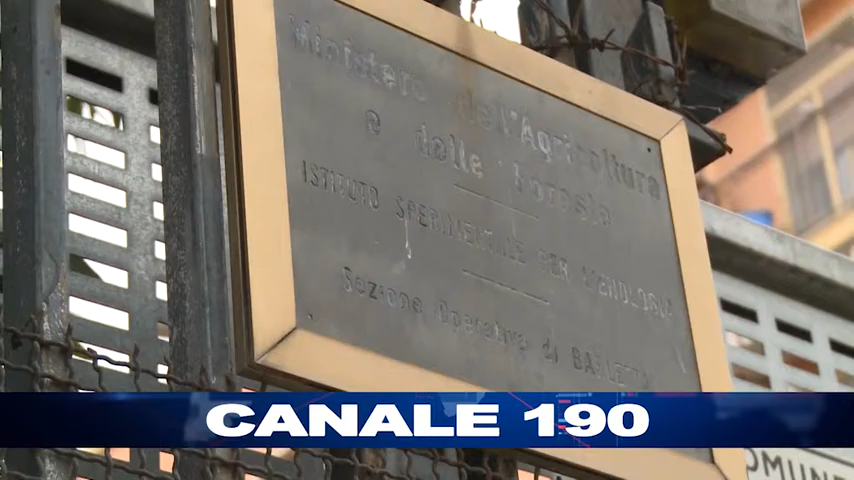 Ministero dell'Agricoltura
e delle Foreste
ISTITUTO SPERIMENTALE PER L'ENOLOGIA
Sezione Operativa di BARLETTA
CANALE 190